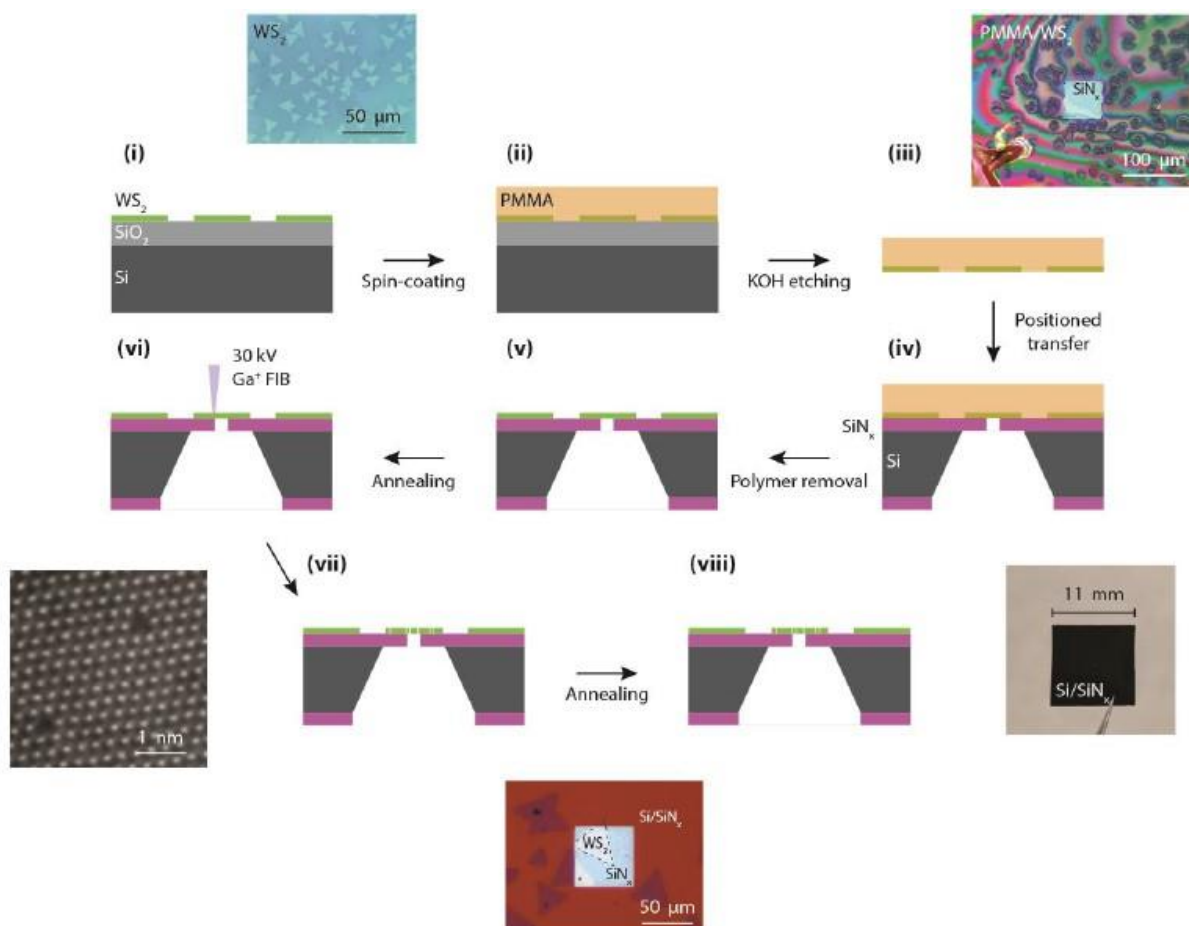 WS₂
50 μm
PMMA/WS₂
SiNₓ
100 μm
(i)
(ii)
(iii)
WS₂
SiO₂
Si
Spin-coating
PMMA
KOH etching
Positioned
transfer
(vi)
30 kV
Ga⁺ FIB
(v)
(iv)
Annealing
Polymer removal
SiNₓ
Si
(vii)
(viii)
Annealing
1 nm
11 mm
Si/SiNₓ
Si/SiNₓ
WS₂
SiNₓ
50 μm